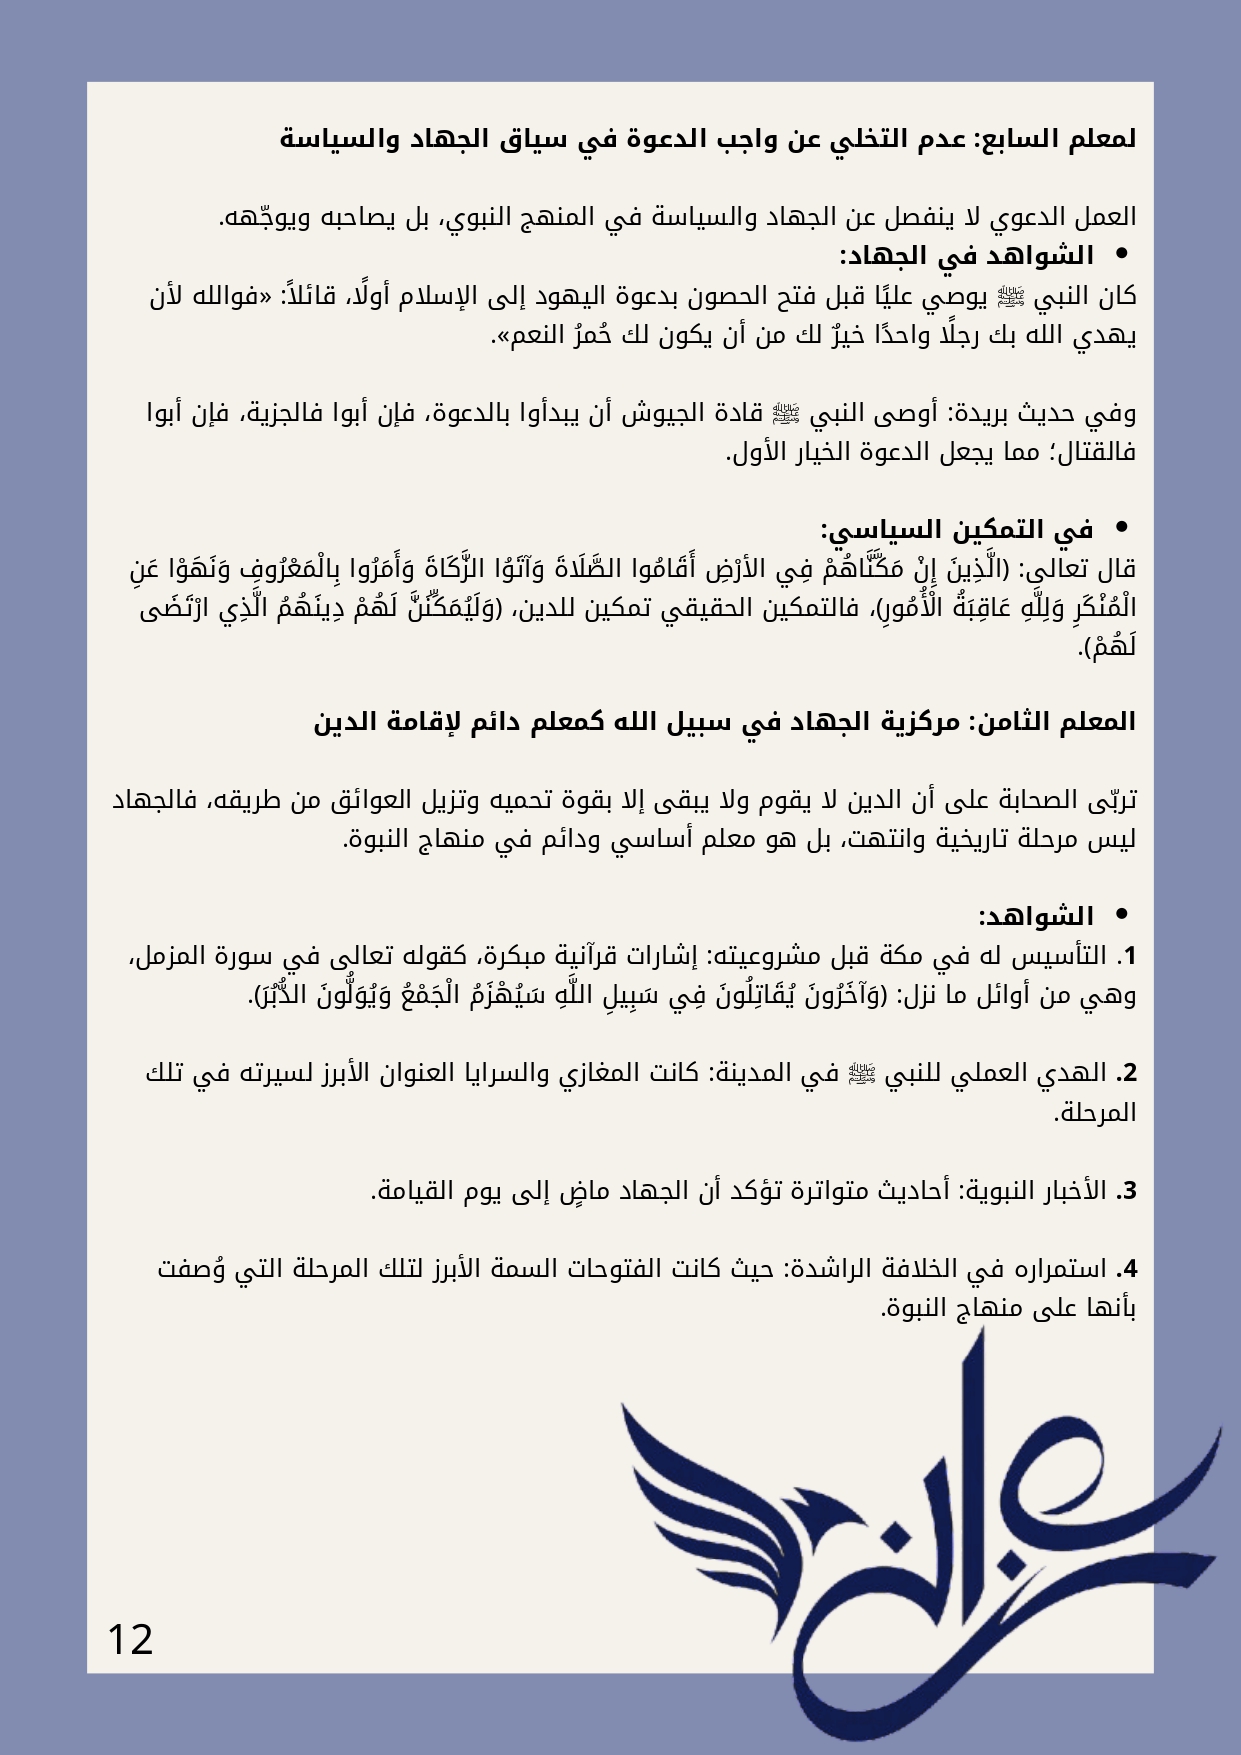 لمعلم السابع: عدم التخلي عن واجب الدعوة في سياق الجهاد والسياسة
العمل الدعوي لا ينفصل عن الجهاد والسياسة في المنهج النبوي، بل يصاحبه ويوجّهه.
• الشواهد في الجهاد:
كان النبي ﷺ يوصي عليًا قبل فتح الحصون بدعوة اليهود إلى الإسلام أولًا، قائلاً: «فوالله لأن
يهدي الله بك رجلًا واحدًا خيرٌ لك من أن يكون لك حُمرُ النعم».
وفي حديث بريدة: أوصى النبي ﷺ قادة الجيوش أن يبدأوا بالدعوة، فإن أبوا فالجزية، فإن أبوا
فالقتال؛ مما يجعل الدعوة الخيار الأول.
• في التمكين السياسي:
قال تعالى: (الَّذِينَ إِنْ مَكَّنَّاهُمْ فِي الأرْضِ أَقَامُوا الصَّلَاةَ وَآتَوُا الزَّكَاةَ وَأَمَرُوا بِالْمَعْرُوفِ وَنَهَوْا عَنِ
الْمُنْكَرِ وَلِلَّهِ عَاقِبَةُ الْأُمُورِ)، فالتمكين الحقيقي تمكين للدين، (وَلَيُمَكِّنَنَّ لَهُمْ دِينَهُمُ الَّذِي ارْتَضَى
لَهُمْ).
المعلم الثامن: مركزية الجهاد في سبيل الله كمعلم دائم لإقامة الدين
تربّى الصحابة على أن الدين لا يقوم ولا يبقى إلا بقوة تحميه وتزيل العوائق من طريقه، فالجهاد
ليس مرحلة تاريخية وانتهت، بل هو معلم أساسي ودائم في منهاج النبوة.
• الشواهد:
1. التأسيس له في مكة قبل مشروعيته: إشارات قرآنية مبكرة، كقوله تعالى في سورة المزمل،
وهي من أوائل ما نزل: (وَآخَرُونَ يُقَاتِلُونَ فِي سَبِيلِ اللَّهِ سَيُهْزَمُ الْجَمْعُ وَيُوَلُّونَ الدُّبُرَ).
2. الهدي العملي للنبي ﷺ في المدينة: كانت المغازي والسرايا العنوان الأبرز لسيرته في تلك
المرحلة.
3. الأخبار النبوية: أحاديث متواترة تؤكد أن الجهاد ماضٍ إلى يوم القيامة.
4. استمراره في الخلافة الراشدة: حيث كانت الفتوحات السمة الأبرز لتلك المرحلة التي وُصفت
بأنها على منهاج النبوة.
12